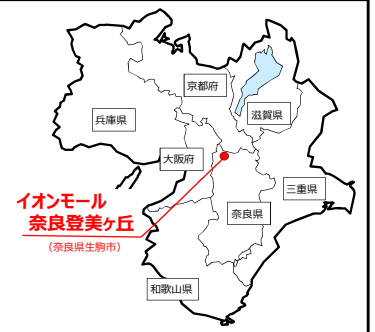 京都府
滋賀県
兵庫県
大阪府
三重県
イオンモール
奈良登美ヶ丘
(奈良県生駒市)
奈良県
和歌山県